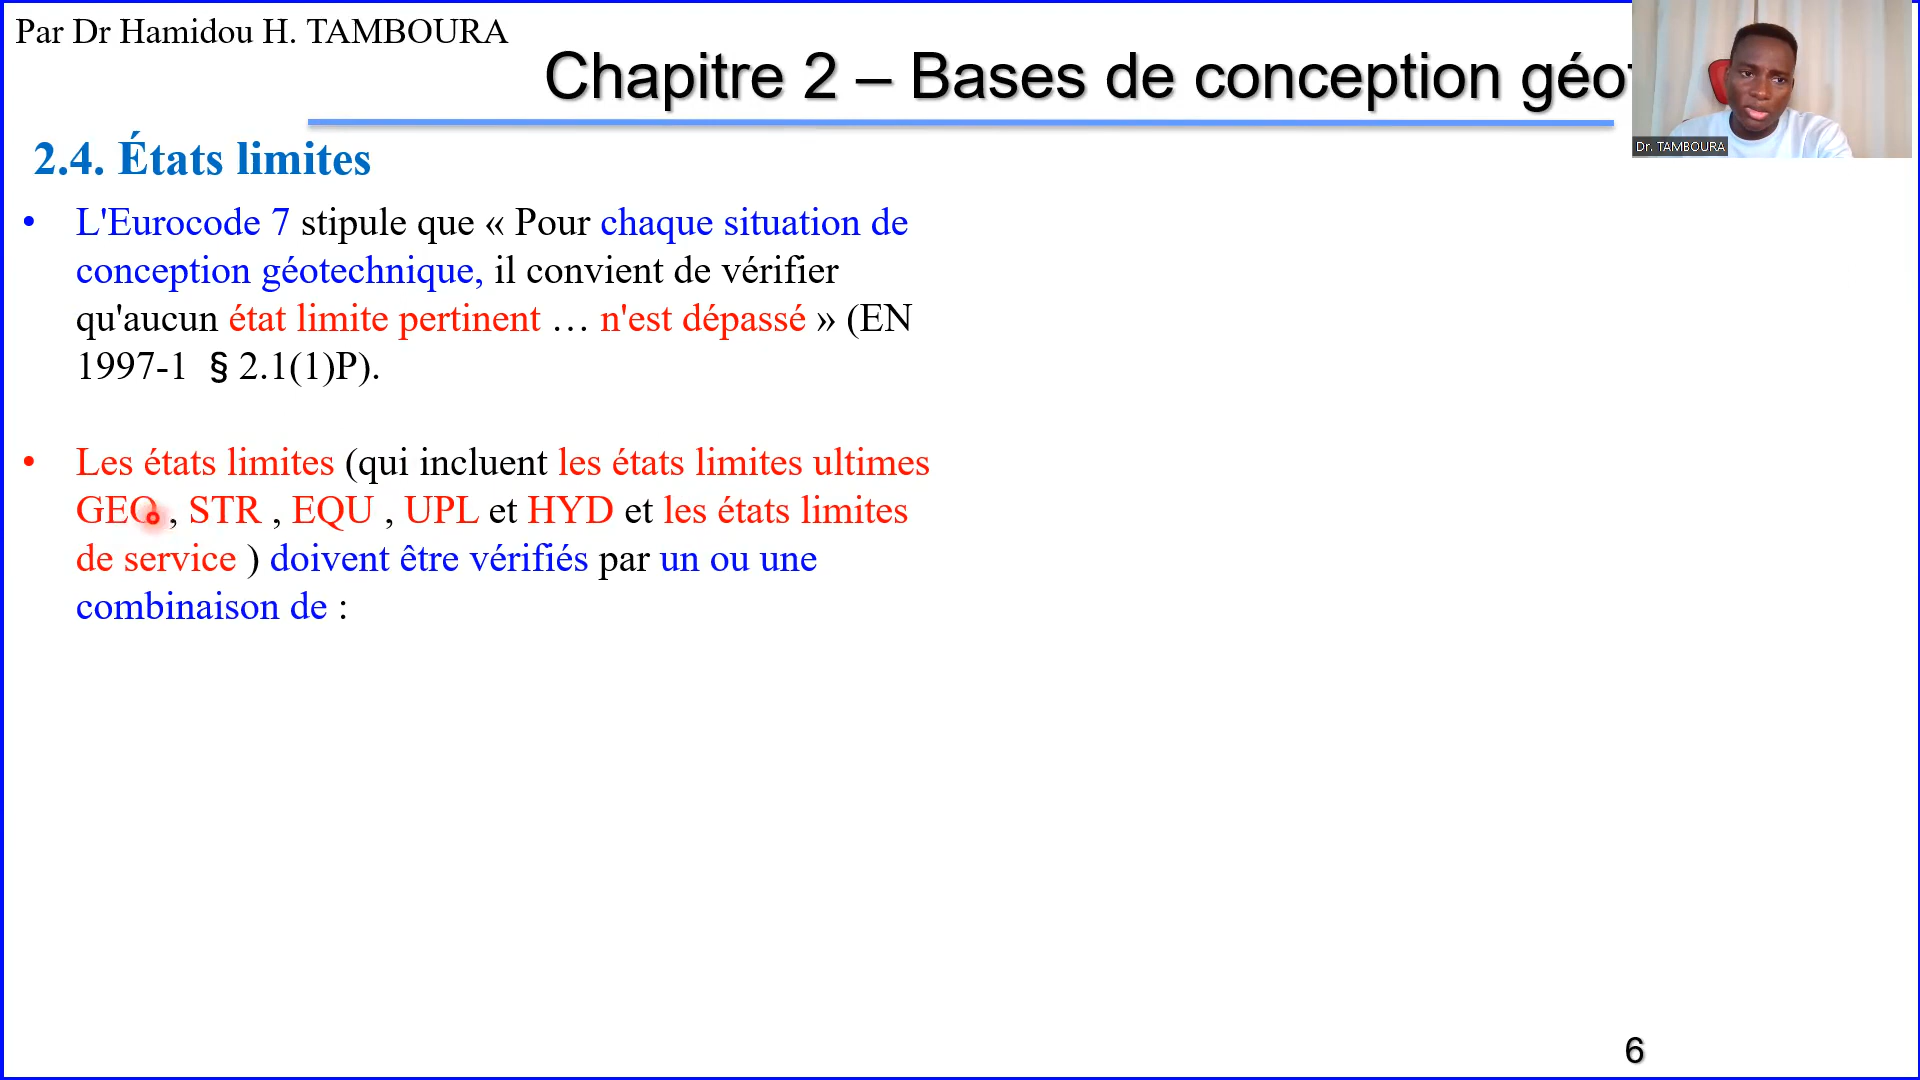 Par Dr Hamidou H. TAMBOURA
Chapitre 2 – Bases de conception géo
Dr. TAMBOURA
2.4. États limites
• L'Eurocode 7 stipule que « Pour chaque situation de
conception géotechnique, il convient de vérifier
qu'aucun état limite pertinent … n'est dépassé » (EN
1997-1 § 2.1(1)P).
• Les états limites (qui incluent les états limites ultimes
GEO , STR , EQU , UPL et HYD et les états limites
de service ) doivent être vérifiés par un ou une
combinaison de :
6